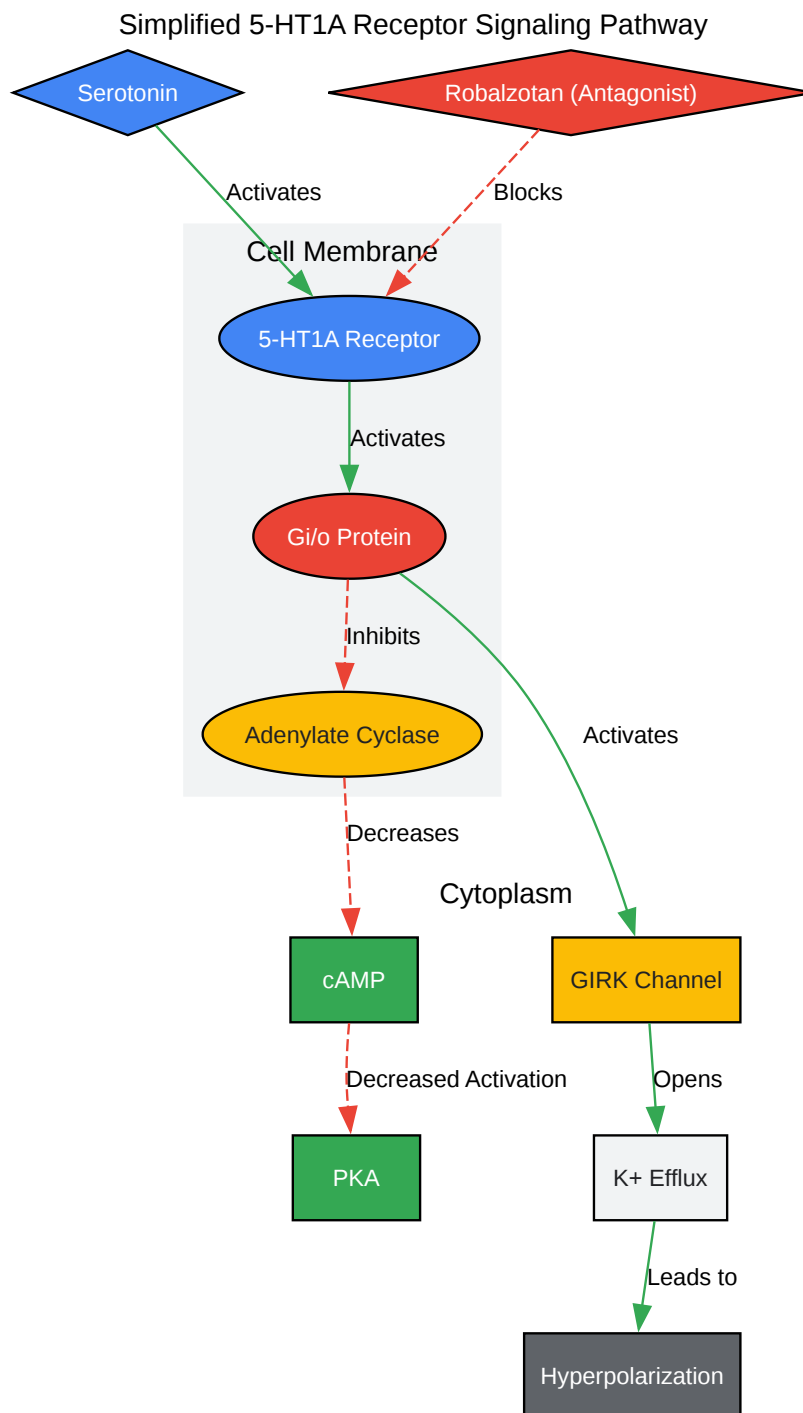 Simplified 5-HT1A Receptor Signaling Pathway
Serotonin
Robalzotan (Antagonist)
Activates
Blocks
Cell Membrane
5-HT1A Receptor
Activates
Gi/o Protein
Inhibits
Adenylate Cyclase
Activates
Decreases
Cytoplasm
cAMP
GIRK Channel
Decreased Activation
Opens
PKA
K+ Efflux
Leads to
Hyperpolarization